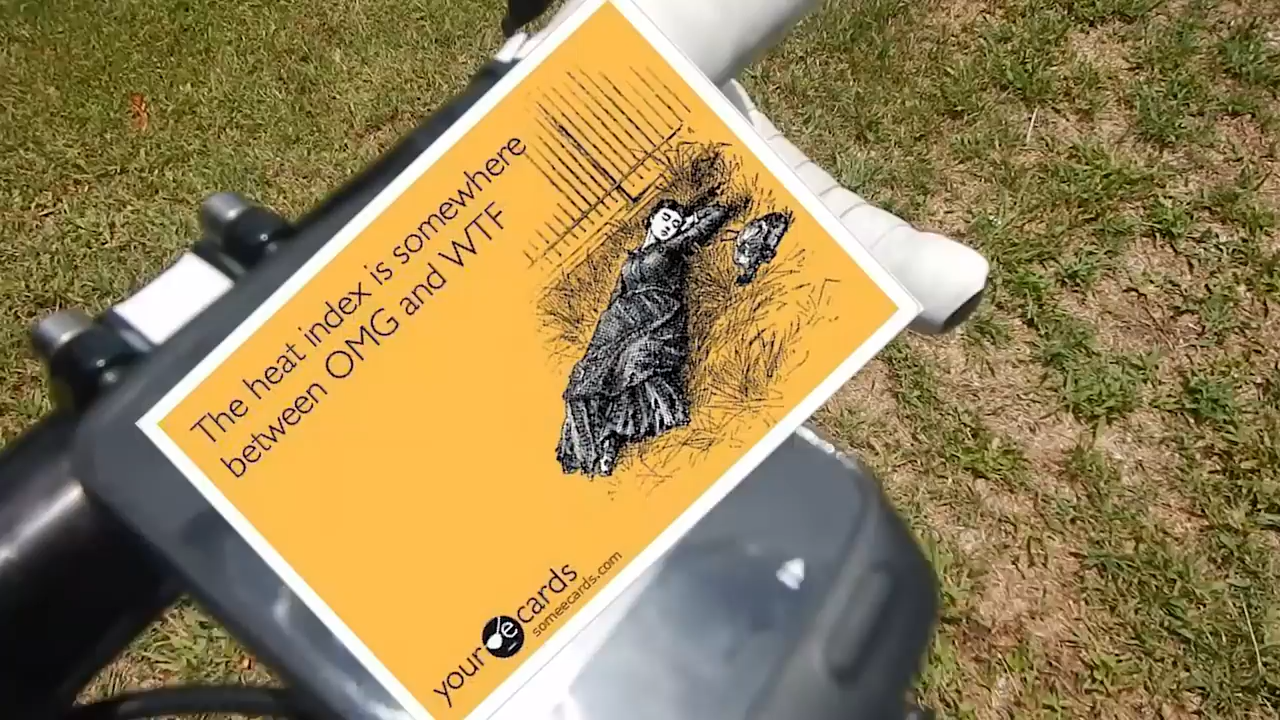 The heat index is somewhere
between OMG and WTF
your e cards
someecards.com